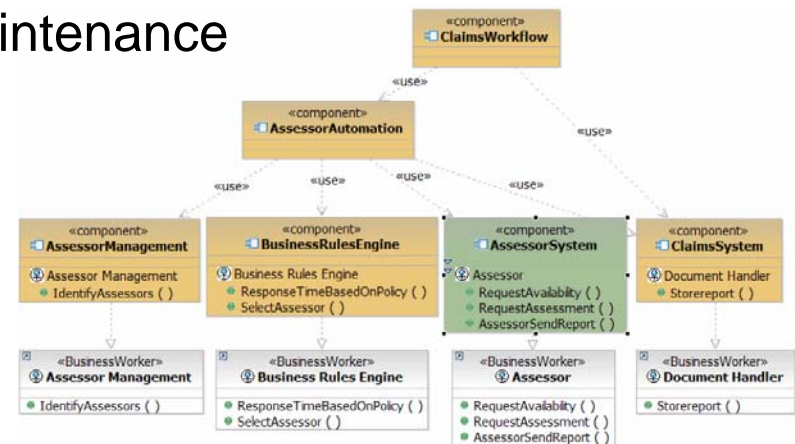 intenance
«component»
ClaimsWorkflow
«use»
«component»
AssessorAutomation
«use»
«use»
«use»
«use»
«use»
«component»
AssessorManagement
Assessor Management
IdentifyAssessors ( )
«component»
BusinessRulesEngine
Business Rules Engine
ResponseTimeBasedOnPolicy ( )
SelectAssessor ( )
«component»
AssessorSystem
Assessor
RequestAvailablity ( )
RequestAssessment ( )
AssessorSendReport ( )
«component»
ClaimsSystem
Document Handler
Storereport ( )
«BusinessWorker»
Assessor Management
IdentifyAssessors ( )
«BusinessWorker»
Business Rules Engine
ResponseTimeBasedOnPolicy ( )
SelectAssessor ( )
«BusinessWorker»
Assessor
RequestAvailablity ( )
RequestAssessment ( )
AssessorSendReport ( )
«BusinessWorker»
Document Handler
Storereport ( )